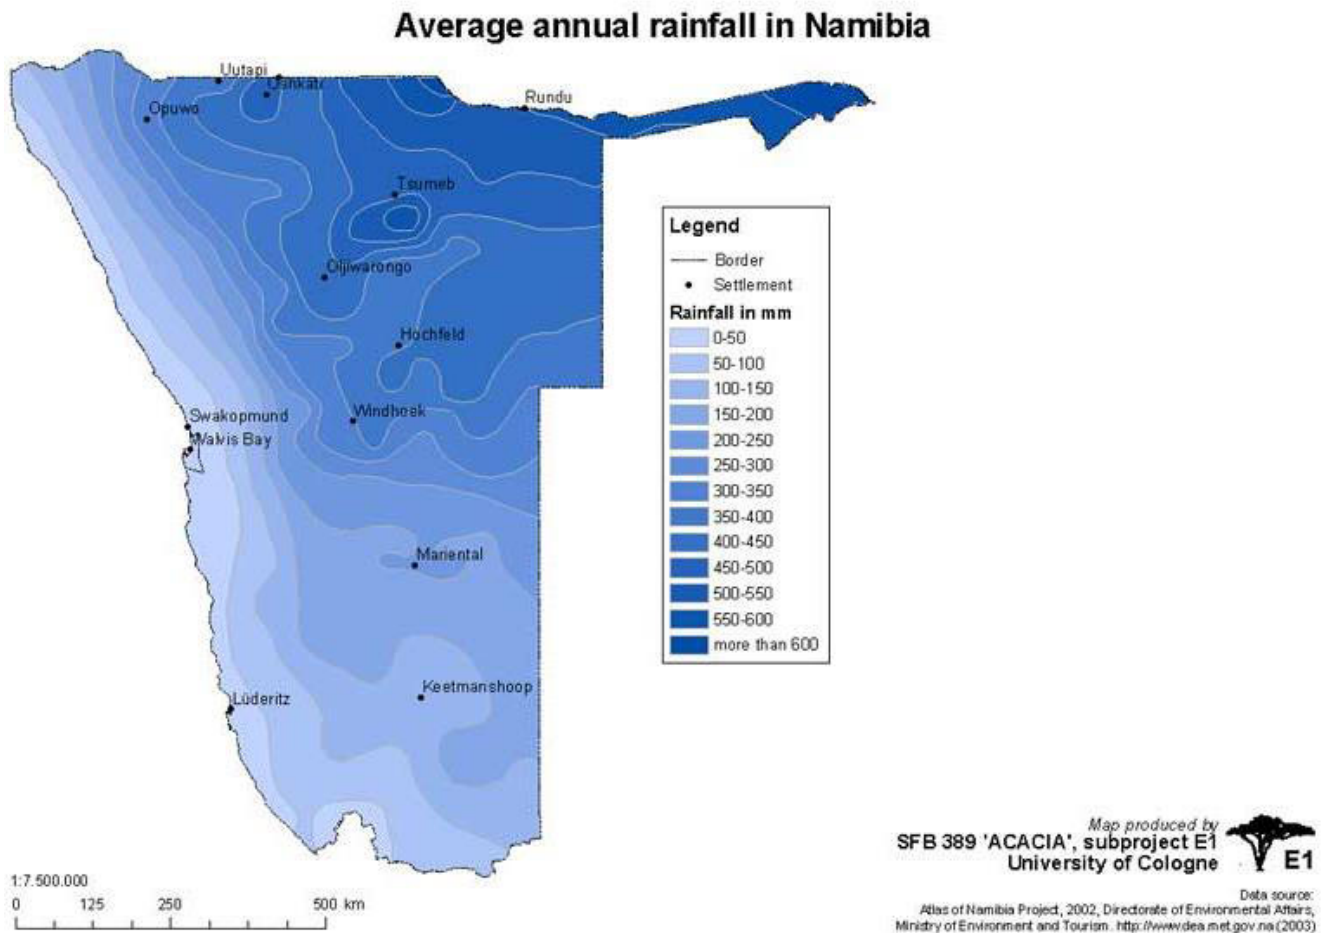 Average annual rainfall in Namibia
Uutapi
Oshkati
Opuwo
Rundu
Tsumeb
Otjiwarongo
Hochfeld
Swakopmund
Windhoek
Walvis Bay
Mariental
Keetmanshoop
Lüderitz
Legend
Border
Settlement
Rainfall in mm
0-50
50-100
100-150
150-200
200-250
250-300
300-350
350-400
400-450
450-500
500-550
550-600
more than 600
Map produced by
SFB 389 'ACACIA', subproject E1
University of Cologne
E1
1:7.500.000
0 125 250 500 km
Data source:
Atlas of Namibia Project, 2002, Directorate of Environmental Affairs,
Ministry of Environment and Tourism. http://www.dea.met.gov.na (2003)